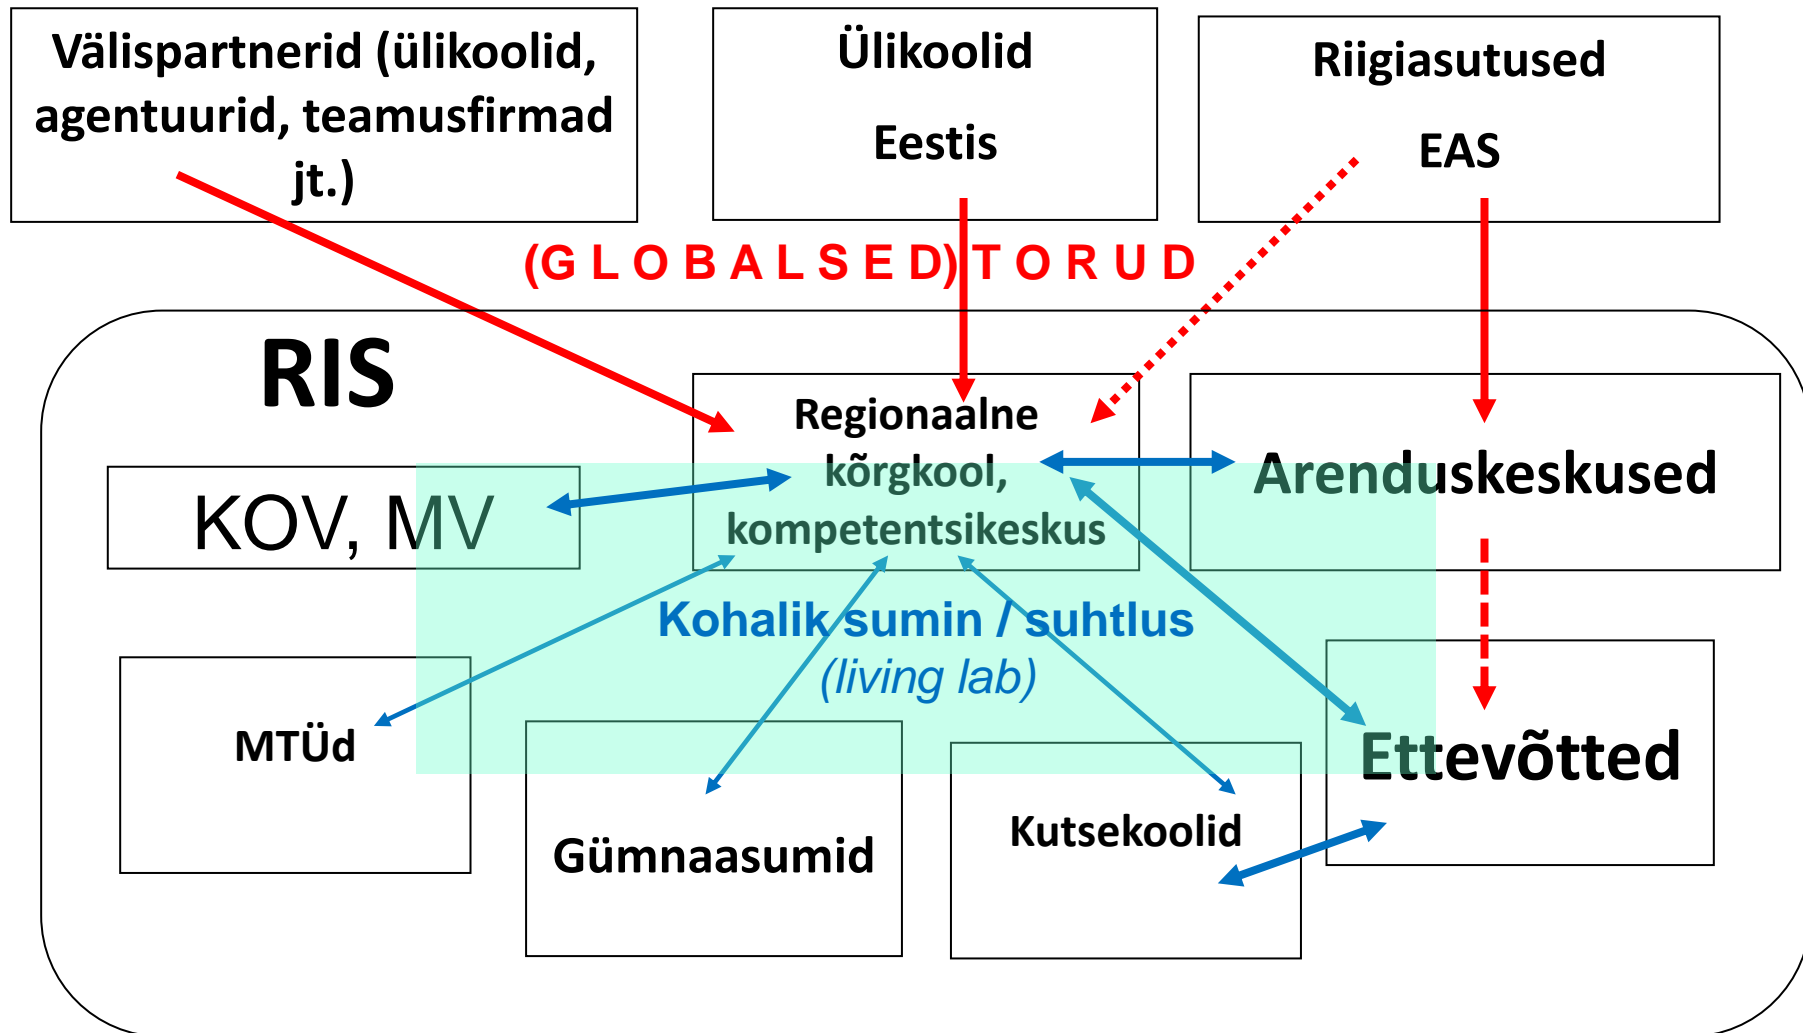 Välispartnerid (ülikoolid,
agentuurid, teamusfirmad
jt.)
Ülikoolid
Eestis
Riigiasutused
EAS
(G L O B A L S E D) T O R U D
RIS
Regionaalne
kõrgkool,
kompetentsikeskus
Arenduskeskused
KOV, MV
Kohalik sumin / suhtlus
(living lab)
MTÜd
Gümnaasumid
Kutsekoolid
Ettevõtted